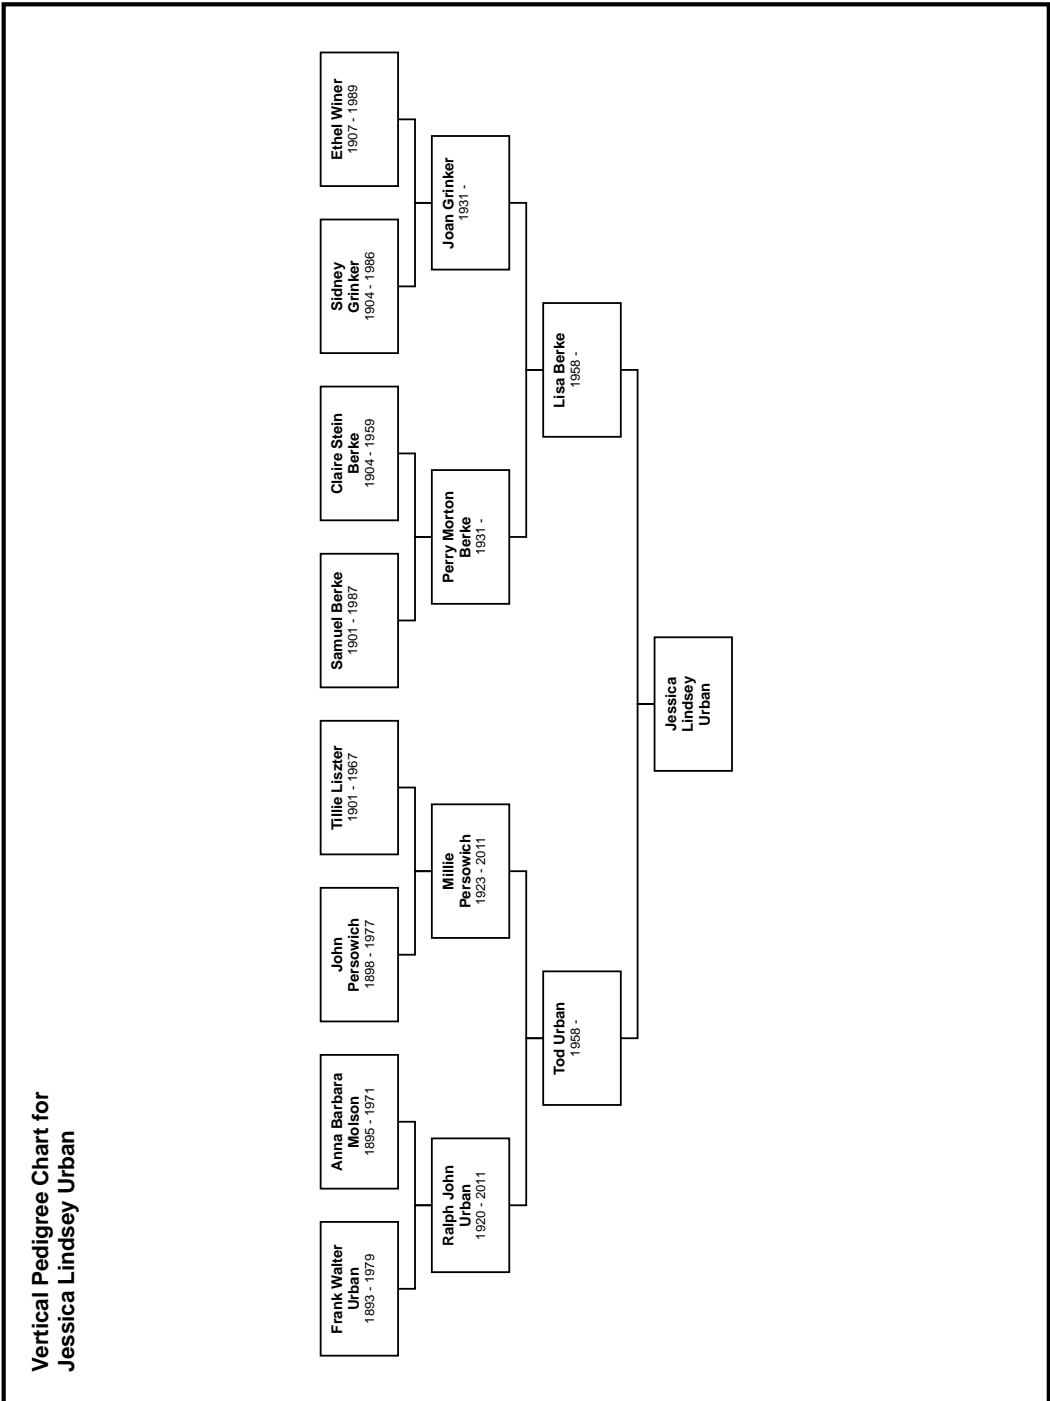 Vertical Pedigree Chart for
Jessica Lindsey Urban
Frank Walter
Urban
1893 - 1979
Anna Barbara
Molson
1895 - 1971
John
Persowich
1898 - 1977
Tillie Liszter
1901 - 1967
Samuel Berke
1901 - 1987
Claire Stein
Berke
1904 - 1959
Sidney
Grinker
1904 - 1986
Ethel Winer
1907 - 1989
Ralph John
Urban
1920 - 2011
Millie
Persowich
1923 - 2011
Perry Morton
Berke
1931 -
Joan Grinker
1931 -
Tod Urban
1958 -
Lisa Berke
1958 -
Jessica
Lindsey
Urban